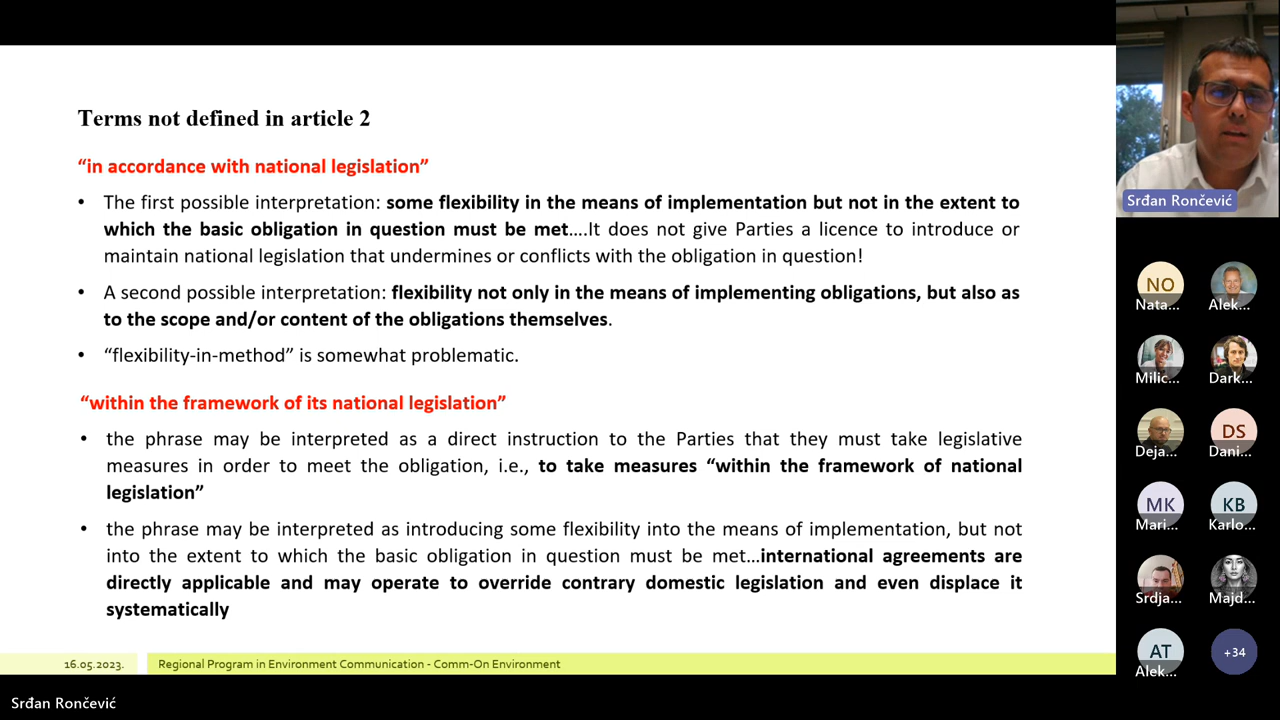 Terms not defined in article 2
“in accordance with national legislation”
• The first possible interpretation: some flexibility in the means of implementation but not in the extent to
which the basic obligation in question must be met....It does not give Parties a licence to introduce or
maintain national legislation that undermines or conflicts with the obligation in question!
• A second possible interpretation: flexibility not only in the means of implementing obligations, but also as
to the scope and/or content of the obligations themselves.
• “flexibility-in-method” is somewhat problematic.
“within the framework of its national legislation”
• the phrase may be interpreted as a direct instruction to the Parties that they must take legislative
measures in order to meet the obligation, i.e., to take measures “within the framework of national
legislation”
• the phrase may be interpreted as introducing some flexibility into the means of implementation, but not
into the extent to which the basic obligation in question must be met...international agreements are
directly applicable and may operate to override contrary domestic legislation and even displace it
systematically
16.05.2023.
Regional Program in Environment Communication - Comm-On Environment
Srđan Rončević
Srđan Rončević
NO
Nata...
Alek...
Milic...
Dark...
Deja...
DS
Dani...
MK
Mari...
KB
Karlo...
Srdja...
Majd...
AT
Alek...
+34